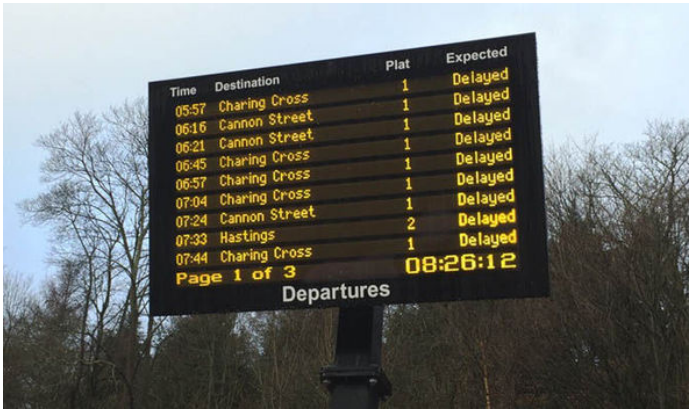 Time Destination Plat Expected
05:57 Charing Cross 1 Delayed
06:16 Cannon Street 1 Delayed
06:21 Cannon Street 1 Delayed
06:45 Charing Cross 1 Delayed
06:57 Charing Cross 1 Delayed
07:04 Charing Cross 1 Delayed
07:24 Cannon Street 1 Delayed
07:33 Hastings 2 Delayed
07:44 Charing Cross 1 Delayed
Page 1 of 3 08:26:12
Departures